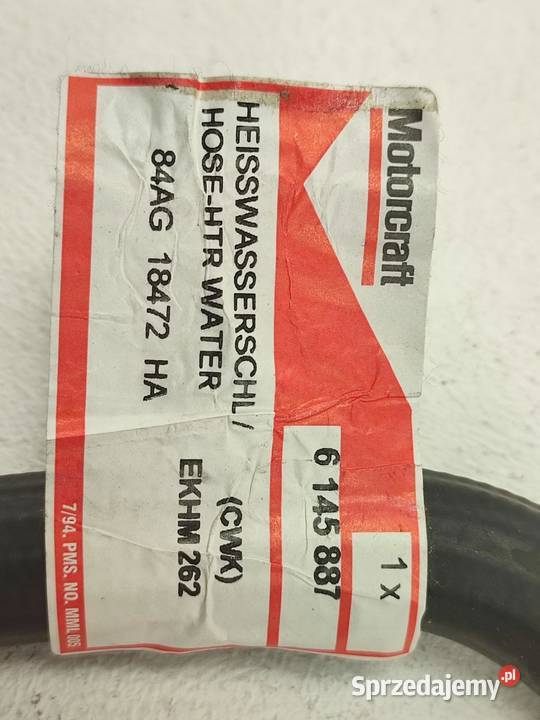 Motorcraft
1 x
6 145 887
HEISSWASSERSCHL/ (CWK)
HOSE-HTR WATER EKHM 262
84AG 18472 HA
7/94. PMS. NO. MML 005
Sprzedajemy.pl